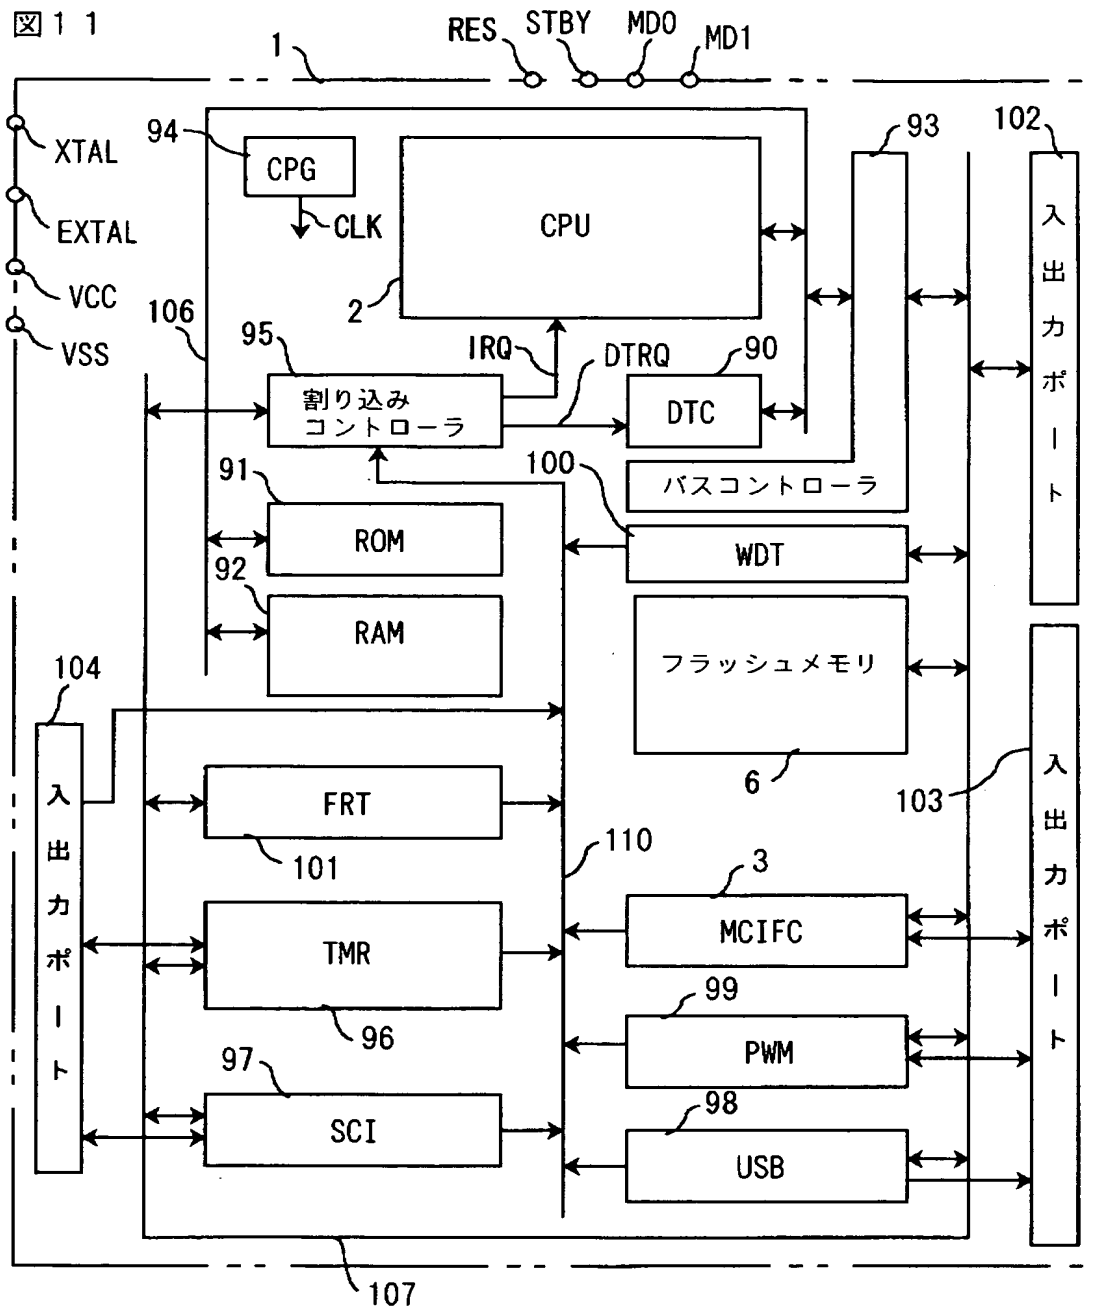 図11
1
RES
STBY
MD0
MD1
XTAL
EXTAL
VCC
VSS
94
CPG
CLK
CPU
2
93
102
入出力ポート
106
95
割り込み
コントローラ
IRQ
DTRQ
90
DTC
バスコントローラ
91
ROM
92
RAM
100
WDT
フラッシュメモリ
6
104
入出力ポート
103
入出力ポート
FRT
101
110
3
MCIFC
TMR
96
99
PWM
97
SCI
98
USB
107